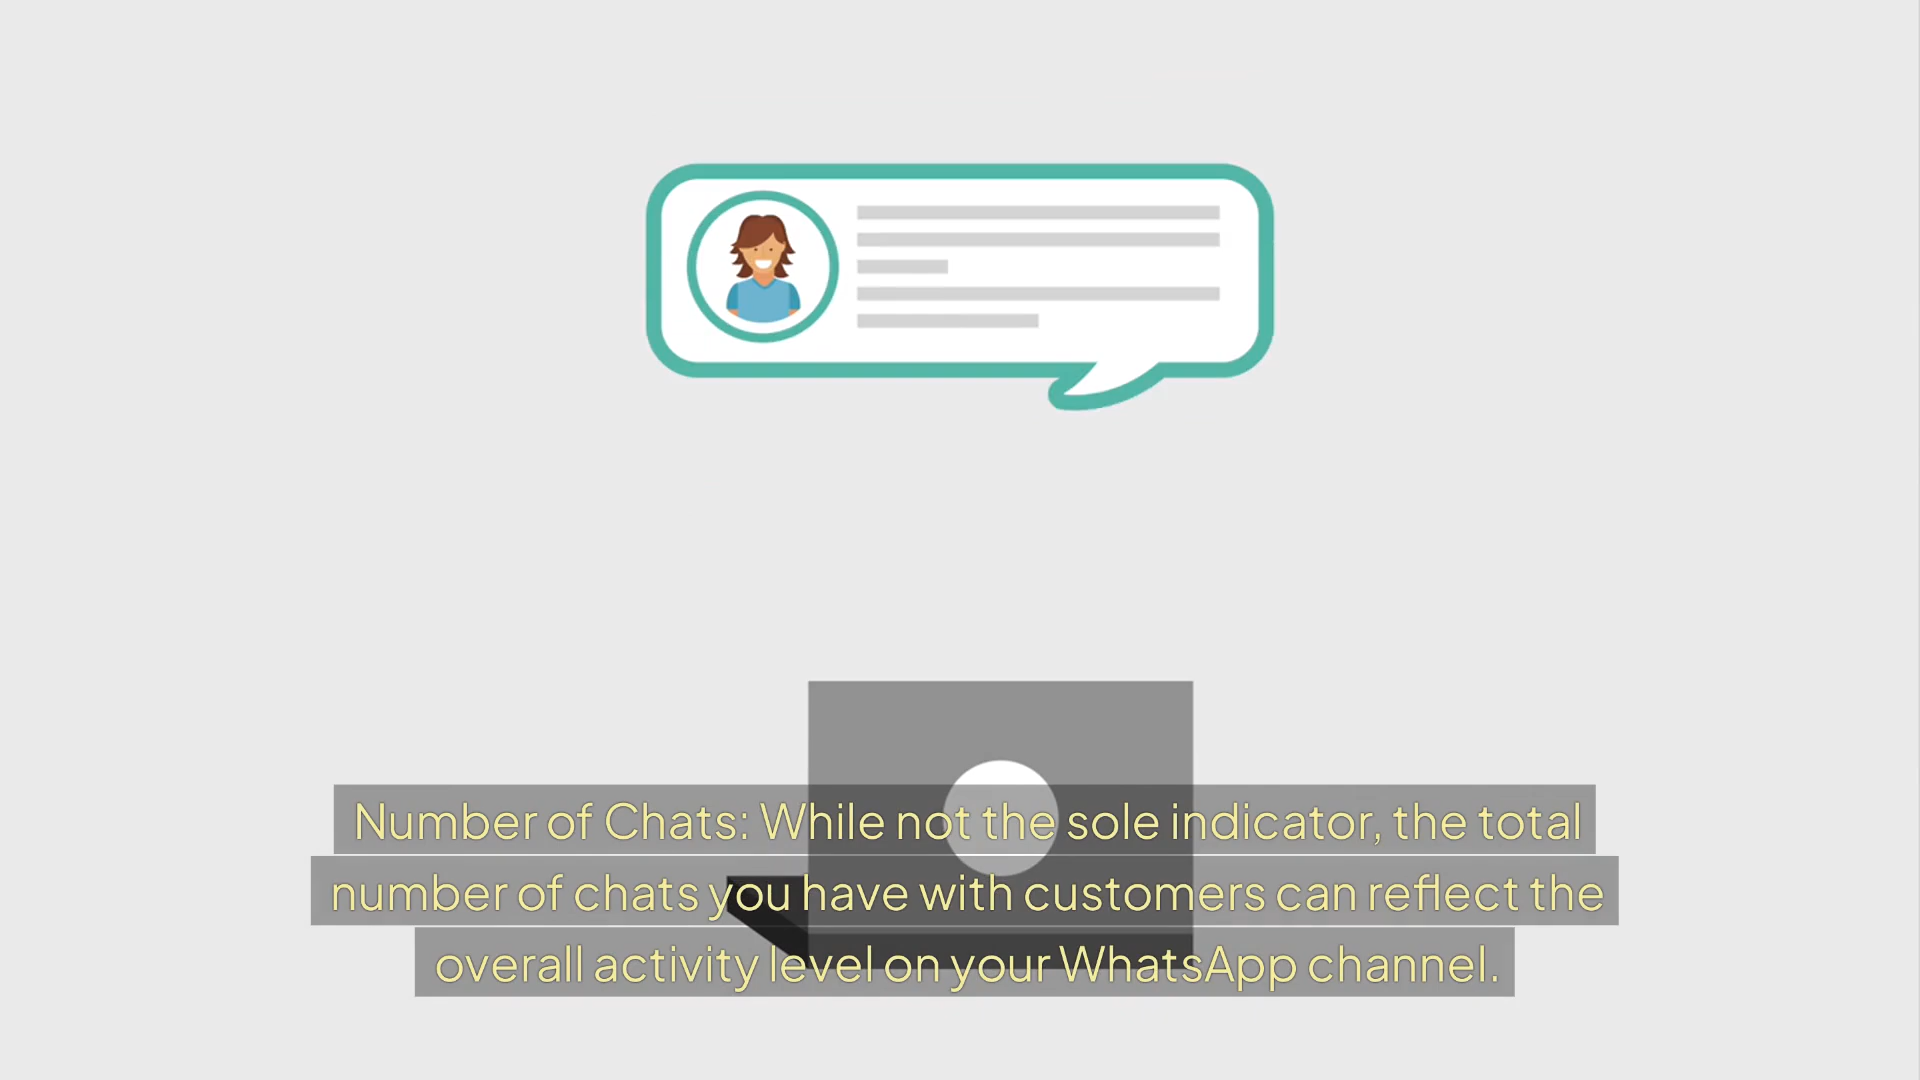 Number of Chats: While not the sole indicator, the total
number of chats you have with customers can reflect the
overall activity level on your WhatsApp channel.